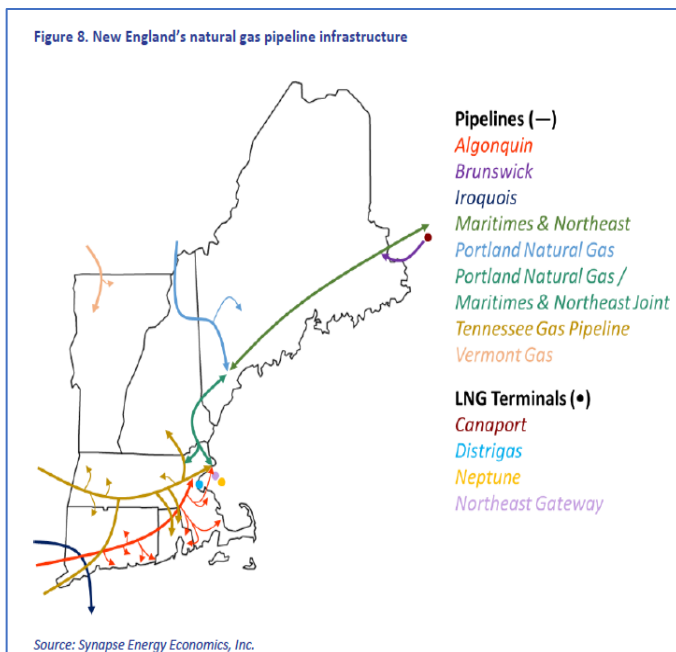 Figure 8. New England's natural gas pipeline infrastructure
Pipelines (—)
Algonquin
Brunswick
Iroquois
Maritimes & Northeast
Portland Natural Gas
Portland Natural Gas /
Maritimes & Northeast Joint
Tennessee Gas Pipeline
Vermont Gas
LNG Terminals (•)
Canaport
Distrigas
Neptune
Northeast Gateway
Source: Synapse Energy Economics, Inc.